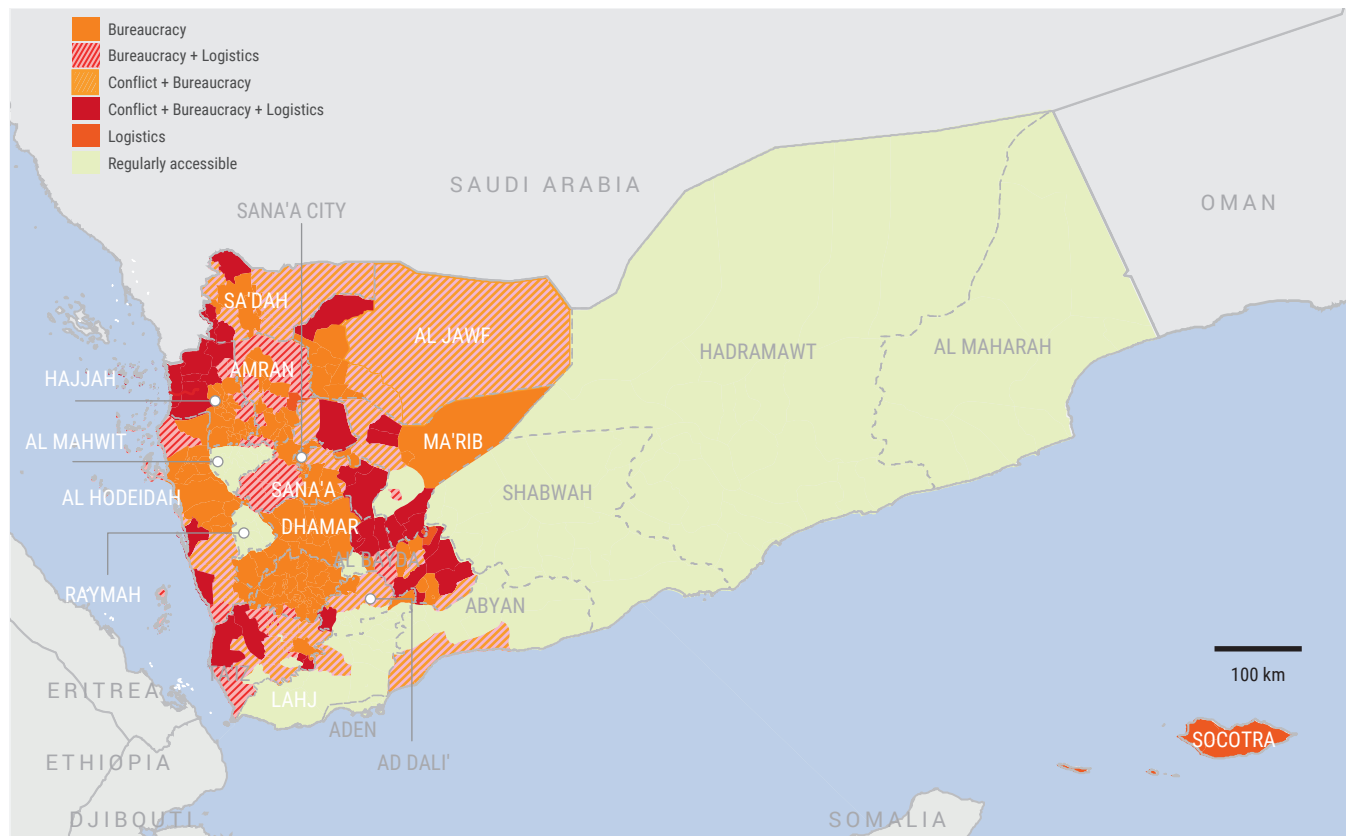 Bureaucracy
Bureaucracy + Logistics
Conflict + Bureaucracy
Conflict + Bureaucracy + Logistics
Logistics
Regularly accessible
SAUDI ARABIA
OMAN
SANA'A CITY
SA'DAH
AL JAWF
HADRAMAWT
AL MAHARAH
HAJJAH
AMRAN
AL MAHWIT
MA'RIB
AL HODEIDAH
SANA'A
SHABWAH
DHAMAR
AL BAYDA
RAYMAH
ABYAN
100 km
ERITREA
LAHJ
ADEN
SOCOTRA
ETHIOPIA
AD DALI'
DJIBOUTI
SOMALIA